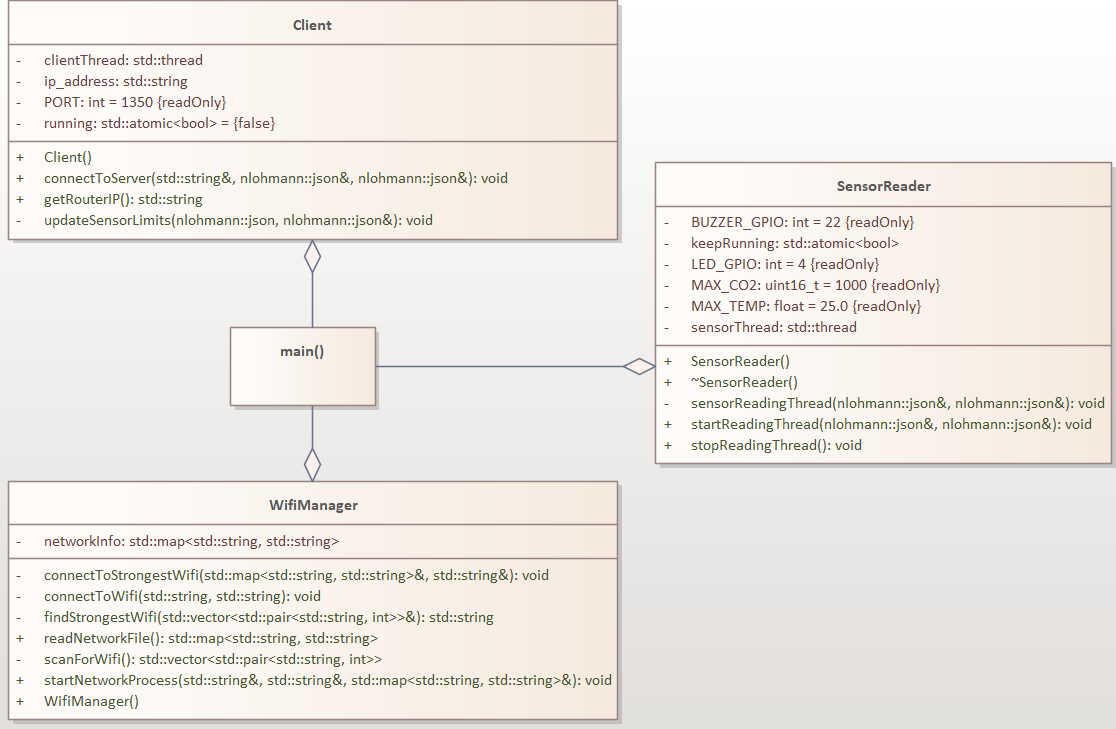 Client
- clientThread: std::thread
- ip_address: std::string
- PORT: int = 1350 {readOnly}
- running: std::atomic<bool> = {false}
+ Client()
+ connectToServer(std::string&, nlohmann::json&, nlohmann::json&): void
+ getRouterIP(): std::string
- updateSensorLimits(nlohmann::json, nlohmann::json&): void
SensorReader
- BUZZER_GPIO: int = 22 {readOnly}
- keepRunning: std::atomic<bool>
- LED_GPIO: int = 4 {readOnly}
- MAX_CO2: uint16_t = 1000 {readOnly}
- MAX_TEMP: float = 25.0 {readOnly}
- sensorThread: std::thread
+ SensorReader()
+ ~SensorReader()
- sensorReadingThread(nlohmann::json&, nlohmann::json&): void
+ startReadingThread(nlohmann::json&, nlohmann::json&): void
+ stopReadingThread(): void
main()
WifiManager
- networkInfo: std::map<std::string, std::string>
- connectToStrongestWifi(std::map<std::string, std::string>&, std::string&): void
- connectToWifi(std::string, std::string): void
- findStrongestWifi(std::vector<std::pair<std::string, int>>&): std::string
+ readNetworkFile(): std::map<std::string, std::string>
- scanForWifi(): std::vector<std::pair<std::string, int>>
+ startNetworkProcess(std::string&, std::string&, std::map<std::string, std::string>&): void
+ WifiManager()